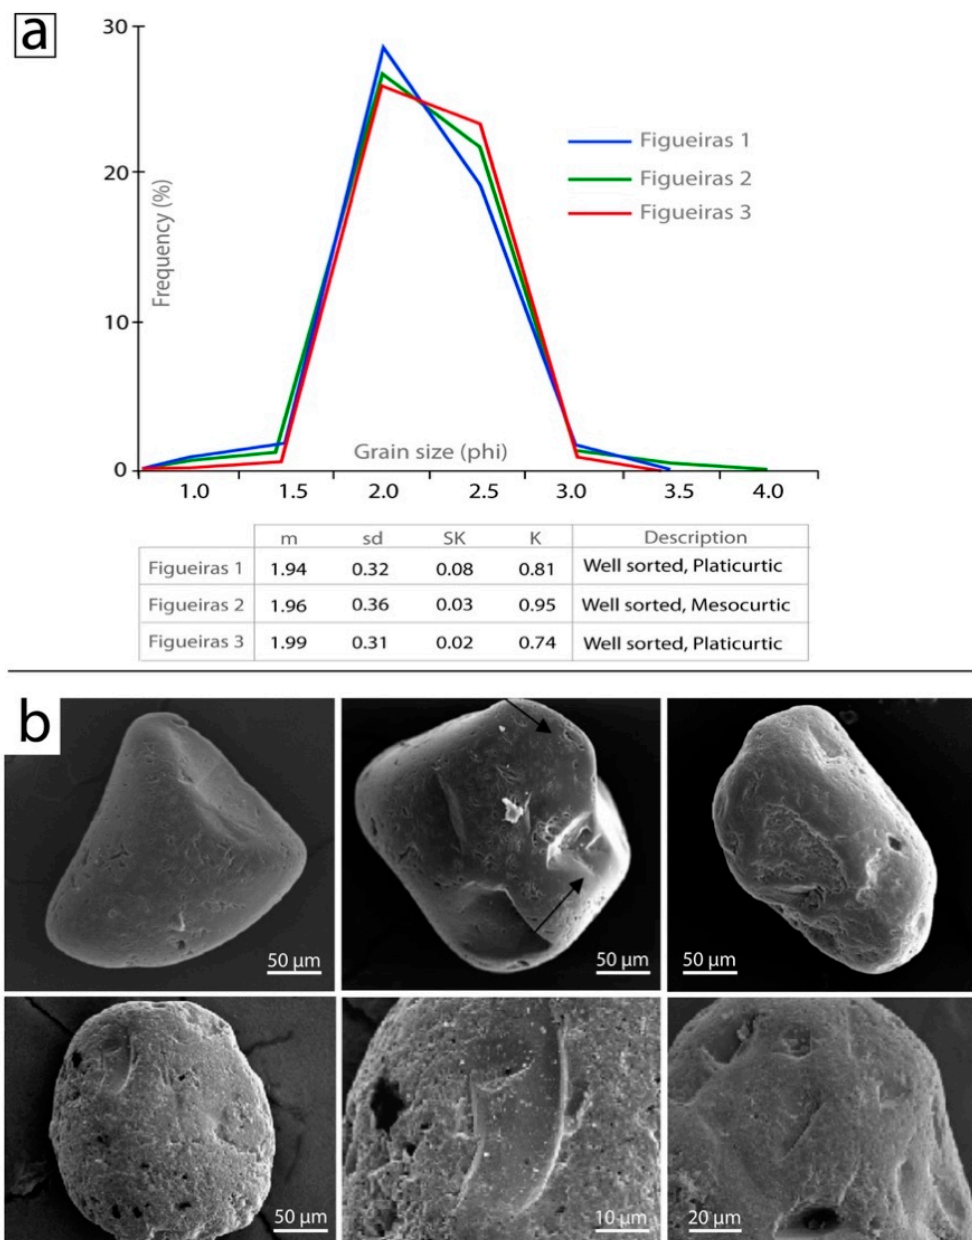 a
30
20
10
0
Frequency (%)
Grain size (phi)
1.0 1.5 2.0 2.5 3.0 3.5 4.0
Figueiras 1
Figueiras 2
Figueiras 3
m sd SK K Description
Figueiras 1 1.94 0.32 0.08 0.81 Well sorted, Platicurtic
Figueiras 2 1.96 0.36 0.03 0.95 Well sorted, Mesocurtic
Figueiras 3 1.99 0.31 0.02 0.74 Well sorted, Platicurtic
b
50 µm 50 µm 50 µm
50 µm 10 µm 20 µm